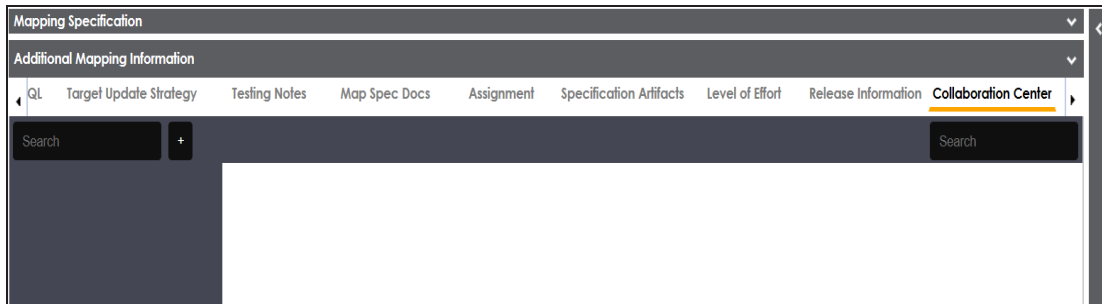 Mapping Specification
Additional Mapping Information
QL Target Update Strategy Testing Notes Map Spec Docs Assignment Specification Artifacts Level of Effort Release Information Collaboration Center
Search + Search